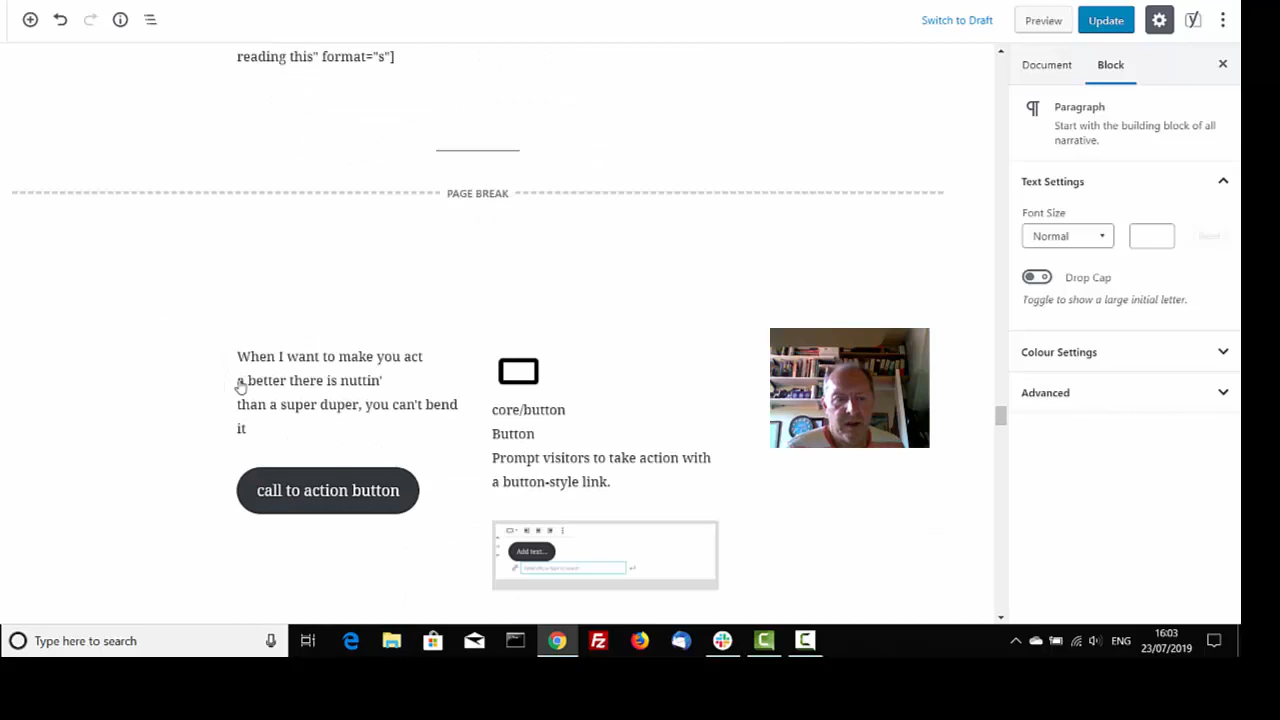 Switch to Draft
Preview
Update
reading this" format="s"]
PAGE BREAK
When I want to make you act
a better there is nuttin'
than a super duper, you can't bend
it
call to action button
core/button
Button
Prompt visitors to take action with
a button-style link.
Add text...
Document
Block
Paragraph
Start with the building block of all
narrative.
Text Settings
Font Size
Normal
Reset
Drop Cap
Toggle to show a large initial letter.
Colour Settings
Advanced
Type here to search
ENG
16:03
23/07/2019